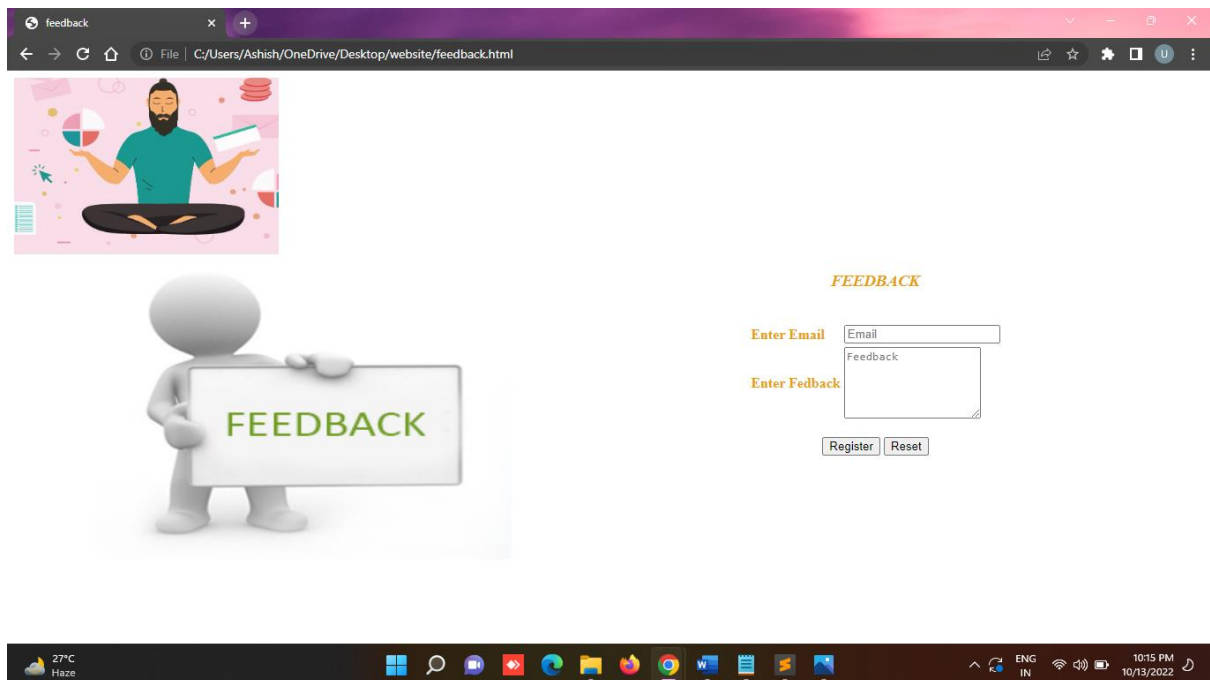 feedback
File | C:/Users/Ashish/OneDrive/Desktop/website/feedback.html
U
FEEDBACK
FEEDBACK
Enter Email Email
Enter Fedback Feedback
Register Reset
27°C
Haze
ENG
IN
10:15 PM
10/13/2022